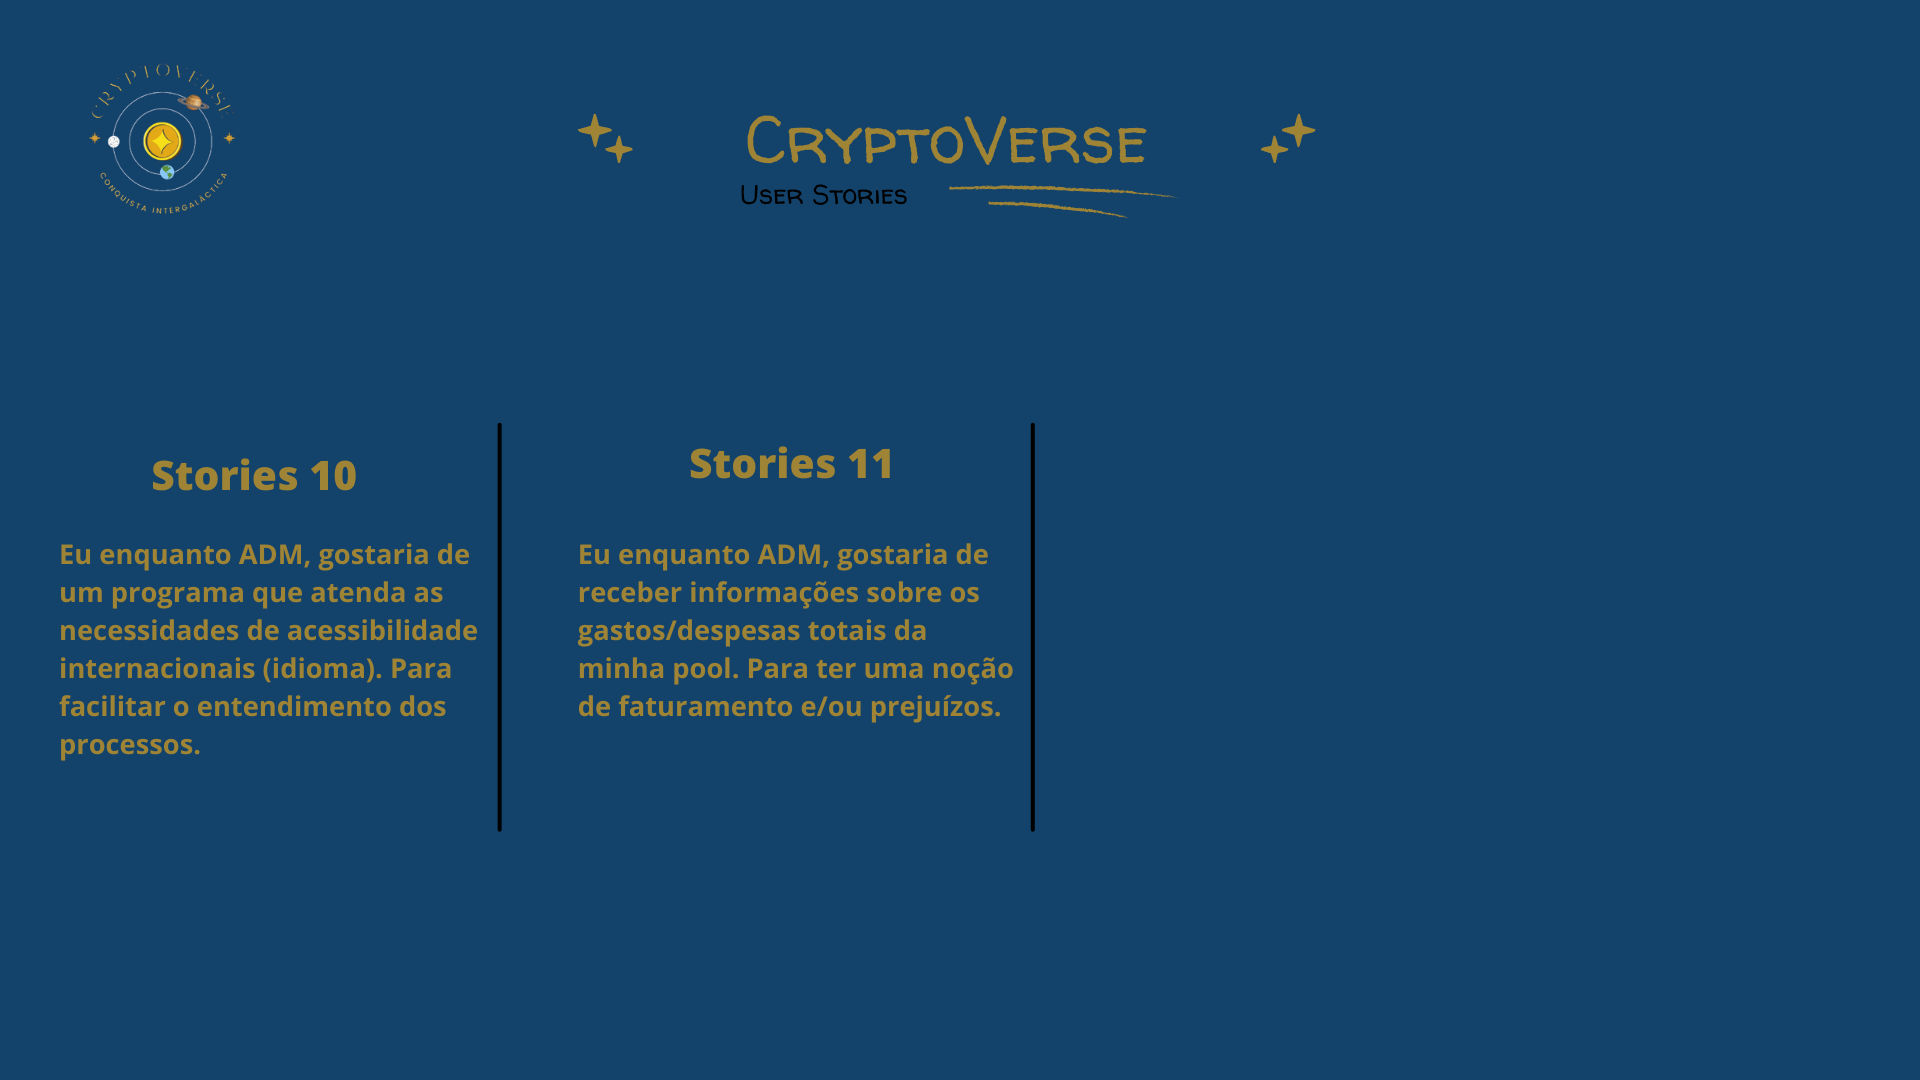 CRYPTOVERSE
CONQUISTA INTERGALÁCTICA
CryptoVerse
User Stories
Stories 10
Eu enquanto ADM, gostaria de
um programa que atenda as
necessidades de acessibilidade
internacionais (idioma). Para
facilitar o entendimento dos
processos.
Stories 11
Eu enquanto ADM, gostaria de
receber informações sobre os
gastos/despesas totais da
minha pool. Para ter uma noção
de faturamento e/ou prejuízos.